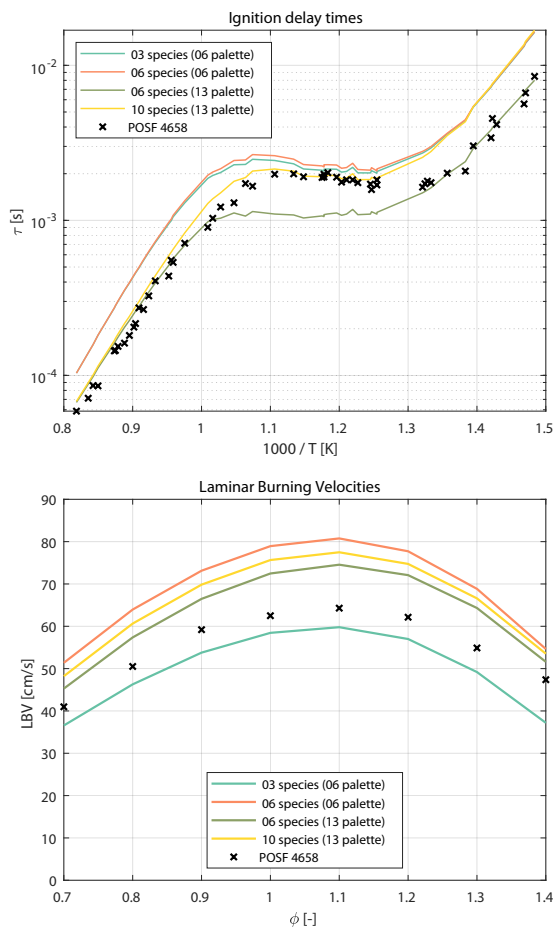 Ignition delay times
03 species (06 palette)
06 species (06 palette)
06 species (13 palette)
10 species (13 palette)
POSF 4658
10^-2
10^-3
10^-4
τ [s]
0.8 0.9 1 1.1 1.2 1.3 1.4 1.5
1000 / T [K]
Laminar Burning Velocities
90
80
70
60
50
40
30
20
10
0
LBV [cm/s]
03 species (06 palette)
06 species (06 palette)
06 species (13 palette)
10 species (13 palette)
POSF 4658
0.7 0.8 0.9 1.0 1.1 1.2 1.3 1.4
ϕ [-]